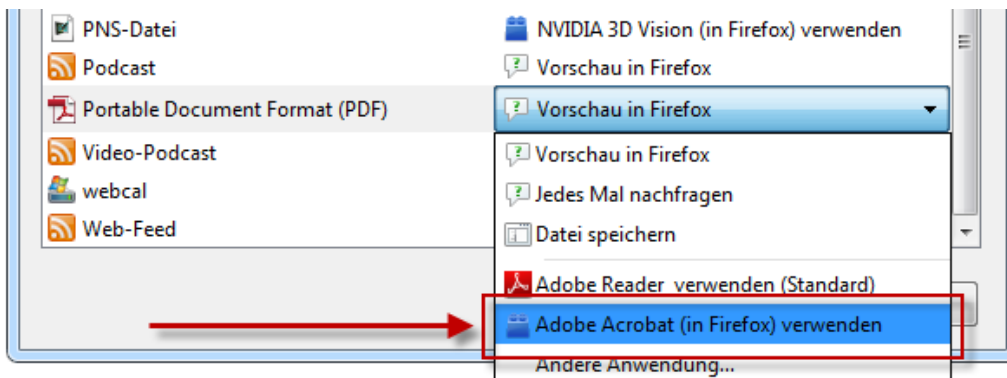 PNS-Datei NVIDIA 3D Vision (in Firefox) verwenden
Podcast Vorschau in Firefox
Portable Document Format (PDF) Vorschau in Firefox
Video-Podcast Vorschau in Firefox
webcal Jedes Mal nachfragen
Web-Feed Datei speichern
Adobe Reader verwenden (Standard)
Adobe Acrobat (in Firefox) verwenden
Andere Anwendung...